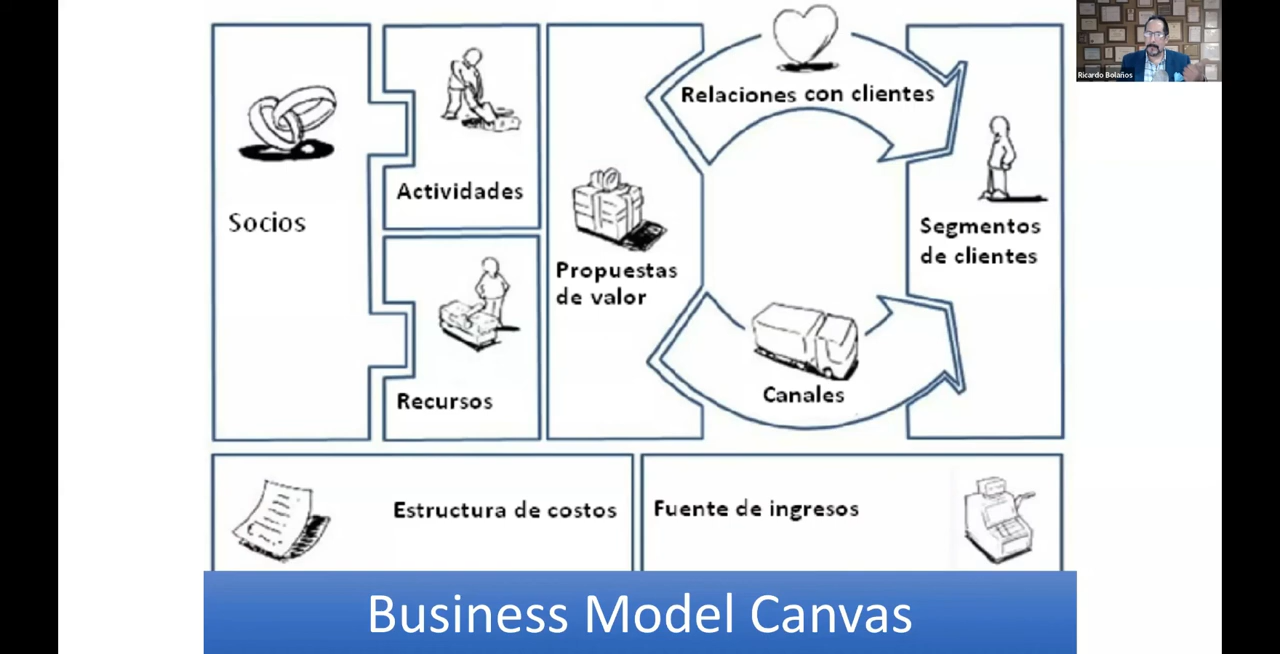 Ricardo Bolaños
Relaciones con clientes
Actividades
Socios
Segmentos
de clientes
Propuestas
de valor
Canales
Recursos
Estructura de costos
Fuente de ingresos
Business Model Canvas